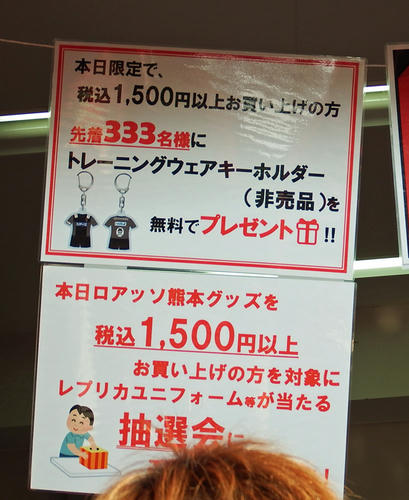 本日限定で、
税込1,500円以上お買い上げの方
先着333名様に
トレーニングウェアキーホルダー
(非売品)を
無料でプレゼント!!
本日ロアッソ熊本グッズを
税込1,500円以上
お買い上げの方を対象に
レプリカユニフォーム等が当たる
抽選会に
!